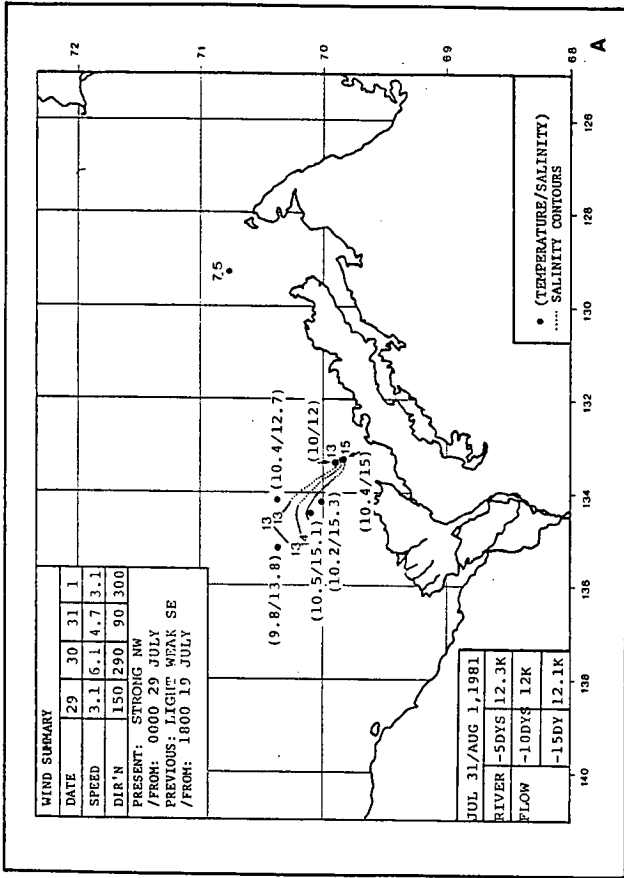 WIND SUMMARY
DATE 29 30 31 1
SPEED 3.1 6.1 4.7 3.1
DIR'N 150 290 90 300
PRESENT: STRONG NW
/FROM: 0000 29 JULY
PREVIOUS: LIGHT WEAK SE
/FROM: 1800 19 JULY
72
71
70
69
68
A
7.5
(10.4/12.7)
(9.8/13.8)
13
13
13
14
(10/12)
13
15
(10.5/15.1)
(10.2/15.3)
(10.4/15)
JUL 31/AUG 1,1981
RIVER -5DYS 12.3K
FLOW -10DYS 12K
-15DY 12.1K
• (TEMPERATURE/SALINITY)
..... SALINITY CONTOURS
140
138
136
134
132
130
128
126